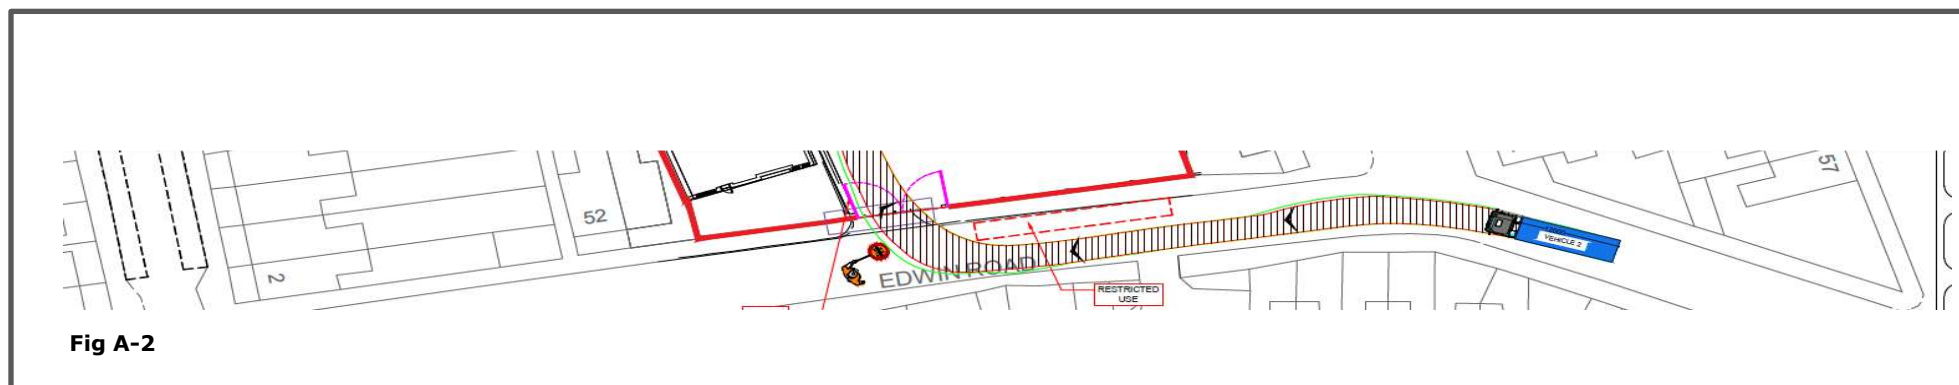 57
52
VEHICLE 2
2
EDWIN ROAD
RESTRICTED
USE
Fig A-2